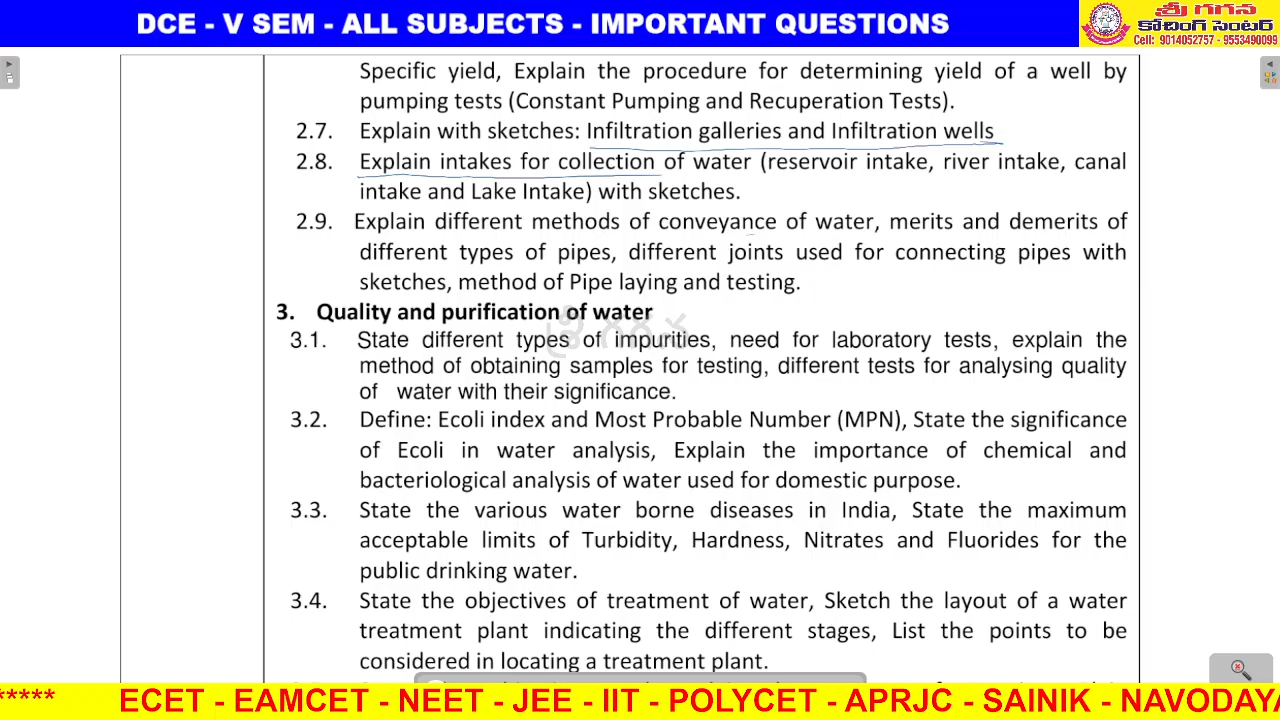 DCE - V SEM - ALL SUBJECTS - IMPORTANT QUESTIONS
శ్రీ గగన
కోచింగ్ సెంటర్
Cell: 9014052757 - 9553490099
Specific yield, Explain the procedure for determining yield of a well by
pumping tests (Constant Pumping and Recuperation Tests).
2.7. Explain with sketches: Infiltration galleries and Infiltration wells
2.8. Explain intakes for collection of water (reservoir intake, river intake, canal
intake and Lake Intake) with sketches.
2.9. Explain different methods of conveyance of water, merits and demerits of
different types of pipes, different joints used for connecting pipes with
sketches, method of Pipe laying and testing.
3. Quality and purification of water
శ్రీ గగన
3.1. State different types of impurities, need for laboratory tests, explain the
method of obtaining samples for testing, different tests for analysing quality
of water with their significance.
3.2. Define: Ecoli index and Most Probable Number (MPN), State the significance
of Ecoli in water analysis, Explain the importance of chemical and
bacteriological analysis of water used for domestic purpose.
3.3. State the various water borne diseases in India, State the maximum
acceptable limits of Turbidity, Hardness, Nitrates and Fluorides for the
public drinking water.
3.4. State the objectives of treatment of water, Sketch the layout of a water
treatment plant indicating the different stages, List the points to be
considered in locating a treatment plant.
***** ECET - EAMCET - NEET - JEE - IIT - POLYCET - APRJC - SAINIK - NAVODAYA